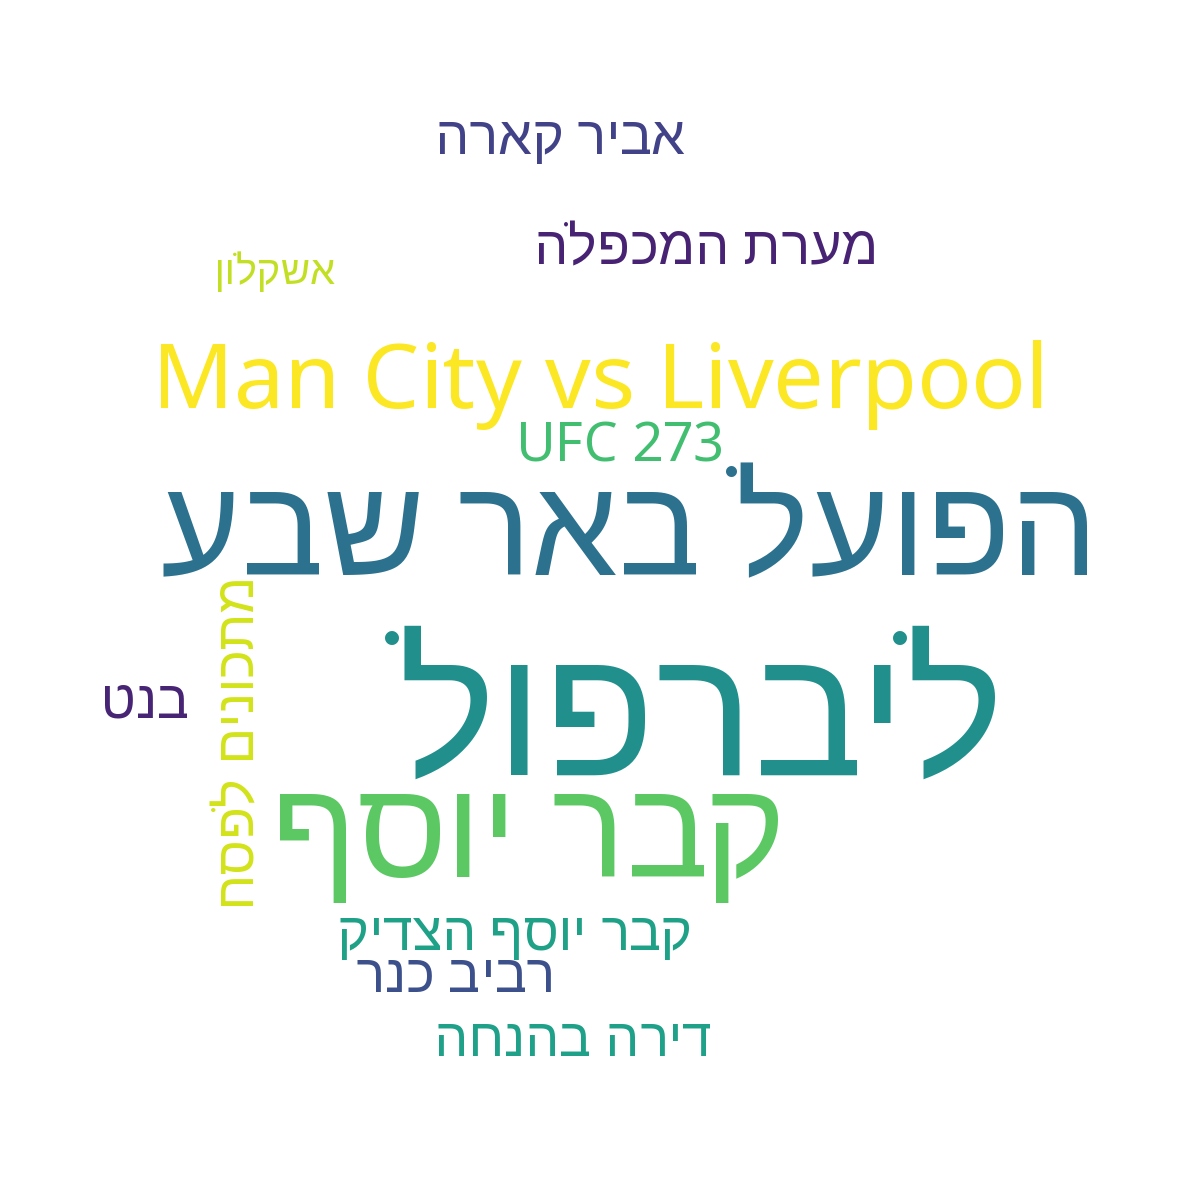 אביר קארה
מערת המכפלה
אשקלון
Man City vs Liverpool
UFC 273
הפועל באר שבע
ליברפול
מתכונים לפסח
בנט
קבר יוסף
קבר יוסף הצדיק
רביב כנר
דירה בהנחה